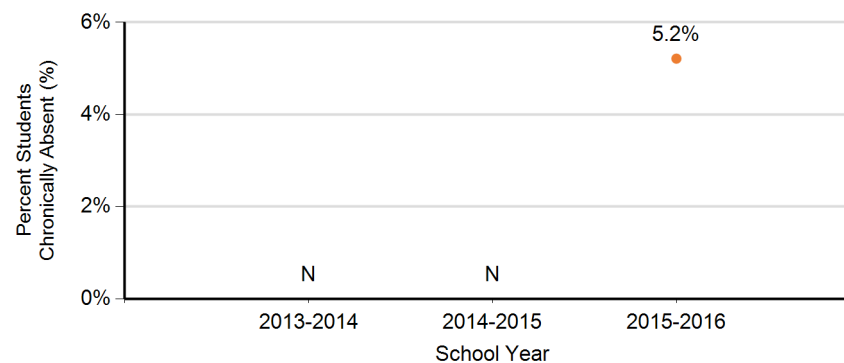 6%
5.2%
4%
2%
0%
N
N
2013-2014
2014-2015
2015-2016
School Year
Percent Students
Chronically Absent (%)